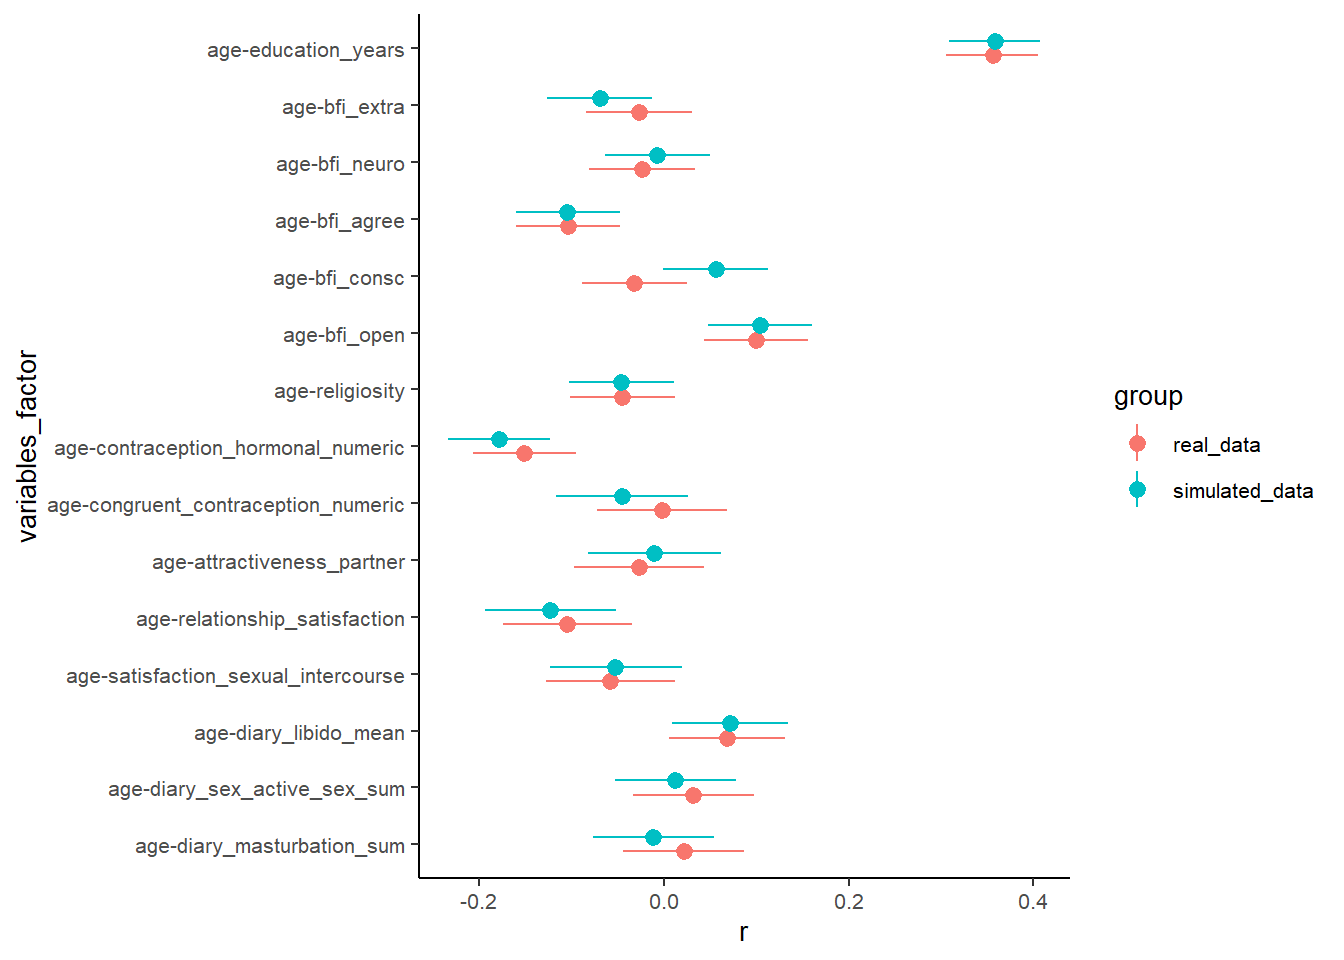 age-education_years
age-bfi_extra
age-bfi_neuro
age-bfi_agree
age-bfi_consc
age-bfi_open
age-religiosity
age-contraception_hormonal_numeric
age-congruent_contraception_numeric
age-attractiveness_partner
age-relationship_satisfaction
age-satisfaction_sexual_intercourse
age-diary_libido_mean
age-diary_sex_active_sex_sum
age-diary_masturbation_sum
variables_factor
-0.2 0.0 0.2 0.4
r
group
real_data
simulated_data